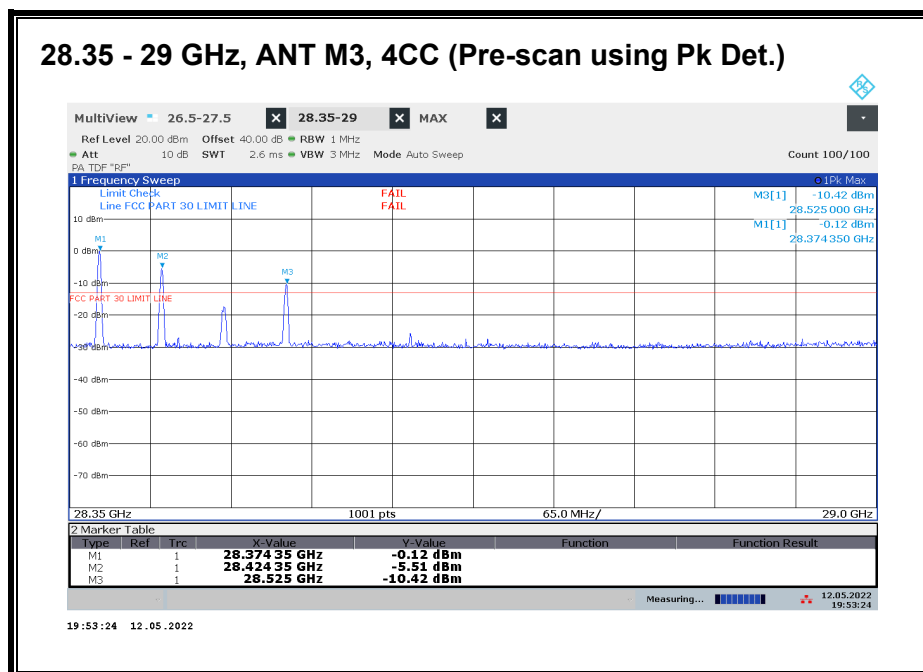 28.35 - 29 GHz, ANT M3, 4CC (Pre-scan using Pk Det.)
R S
MultiView 26.5-27.5 28.35-29 MAX
Ref Level 20.00 dBm Offset 40.00 dB RBW 1 MHz
Att 10 dB SWT 2.6 ms VBW 3 MHz Mode Auto Sweep Count 100/100
PA TDF "RF"
1 Frequency Sweep 1Pk Max
Limit Check FAIL M3[1] -10.42 dBm
Line FCC PART 30 LIMIT LINE FAIL 28.525 000 GHz
10 dBm M1[1] -0.12 dBm
28.374 350 GHz
M1
0 dBm
M2
M3
-10 dBm
FCC PART 30 LIMIT LINE
-20 dBm
-30 dBm
-40 dBm
-50 dBm
-60 dBm
-70 dBm
28.35 GHz 1001 pts 65.0 MHz/ 29.0 GHz
2 Marker Table
Type Ref Trc X-Value Y-Value Function Function Result
M1 1 28.374 35 GHz -0.12 dBm
M2 1 28.424 35 GHz -5.51 dBm
M3 1 28.525 GHz -10.42 dBm
Measuring... 12.05.2022
19:53:24
19:53:24 12.05.2022